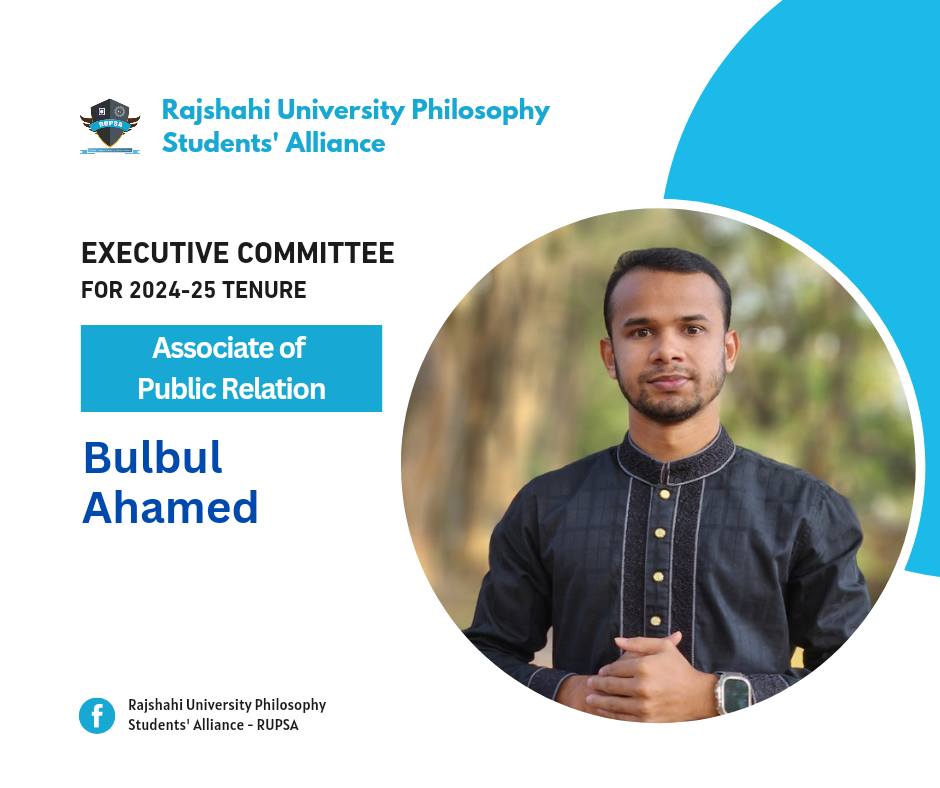 RUPSA
Rajshahi University Philosophy
Students' Alliance
EXECUTIVE COMMITTEE
FOR 2024-25 TENURE
Associate of
Public Relation
Bulbul
Ahamed
Rajshahi University Philosophy
Students' Alliance - RUPSA